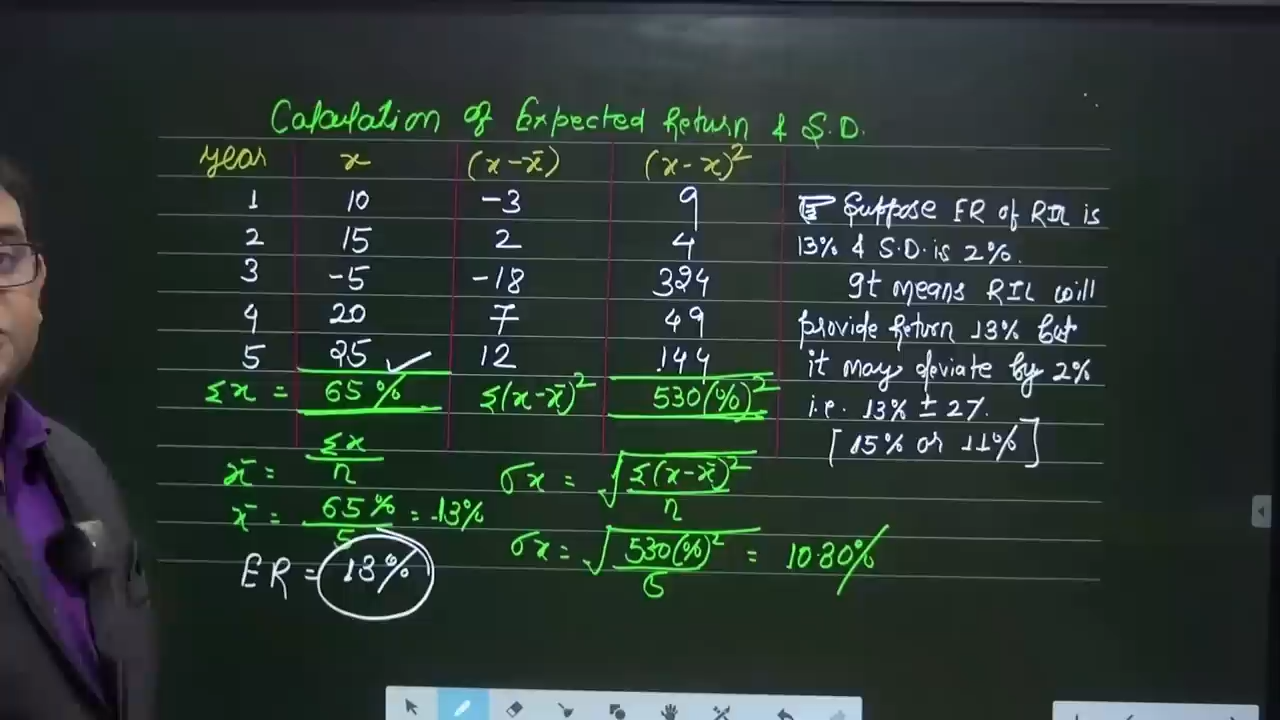 Calculation of Expected Return & S.D.
year x (x-x̄) (x-x)²
1 10 -3 9
2 15 2 4
3 -5 -18 324
4 20 7 49
5 25 ✓ 12 144
Σx = 65% Σ(x-x̄)² 530(%)²
x̄ = Σx/n
x̄ = 65%/5 = 13%
ER = 13%
σx = √Σ(x-x̄)²/n
σx = √530(%)²/5 = 10.30%
Suppose ER of RIL is
13% & S.D. is 2%.
It means RIL will
provide Return 13% but
it may deviate by 2%
i.e. 13% ± 2%
[15% or 11%]